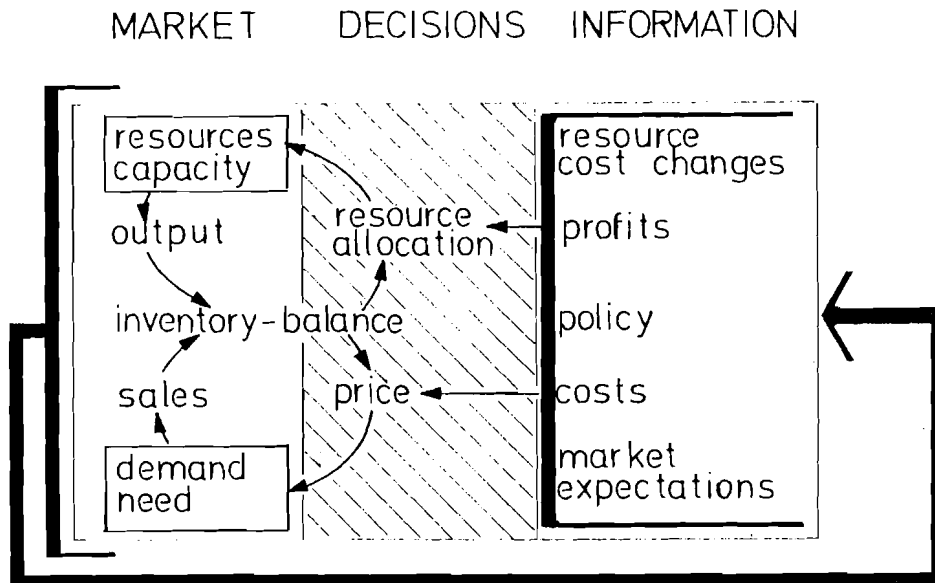 MARKET DECISIONS INFORMATION
resources
capacity
output
inventory-balance
sales
demand
need
resource
allocation
price
resource
cost changes
profits
policy
costs
market
expectations